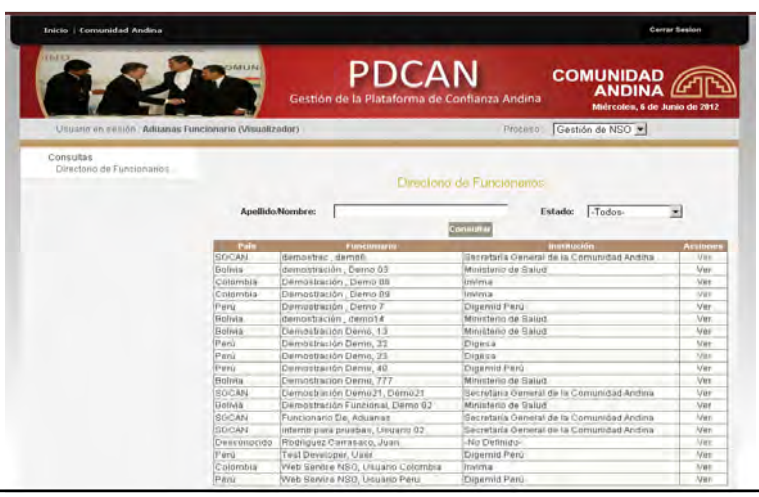 Inicio | Comunidad Andina
Cerrar Sesion
PDCAN
Gestión de la Plataforma de Confianza Andina
COMUNIDAD
ANDINA
Miércoles, 6 de Junio de 2012
Usuario en sesión : Aduanas Funcionario (Visualizador)
Proceso : Gestión de NSO
Consultas
Directorio de Funcionarios
Directorio de Funcionarios
Apellido/Nombre: Estado: -Todos-
Consultar
País Funcionario Institución Acciones
SGCAN demostrac , demo6 Secretaría General de la Comunidad Andina Ver
Bolivia demostración , Demo 03 Ministerio de Salud Ver
Colombia Demostración , Demo 08 Invima Ver
Colombia Demostración , Demo 09 Invima Ver
Perú Demostración , Demo 7 Digemid Perú Ver
Bolivia demostración , demo14 Ministerio de Salud Ver
Bolivia Demostración Demo, 13 Ministerio de Salud Ver
Perú Demostración Demo, 22 Digesa Ver
Perú Demostración Demo, 23 Digesa Ver
Perú Demostración Demo, 40 Digemid Perú Ver
Bolivia Demostración Demo, 777 Ministerio de Salud Ver
SGCAN Demostración Demo21, Demo21 Secretaría General de la Comunidad Andina Ver
Bolivia Demostración Funcional, Demo 02 Ministerio de Salud Ver
SGCAN Funcionario De, Aduanas Secretaría General de la Comunidad Andina Ver
SGCAN para pruebas, Usuario 02 Secretaría General de la Comunidad Andina Ver
Desconocido Rodriguez Carrasaco, Juan -No Definido- Ver
Perú Test Developer, User Digemid Perú Ver
Colombia Web Service NSO, Usuario Colombia Invima Ver
Perú Web Service NSO, Usuario Perú Digemid Perú Ver